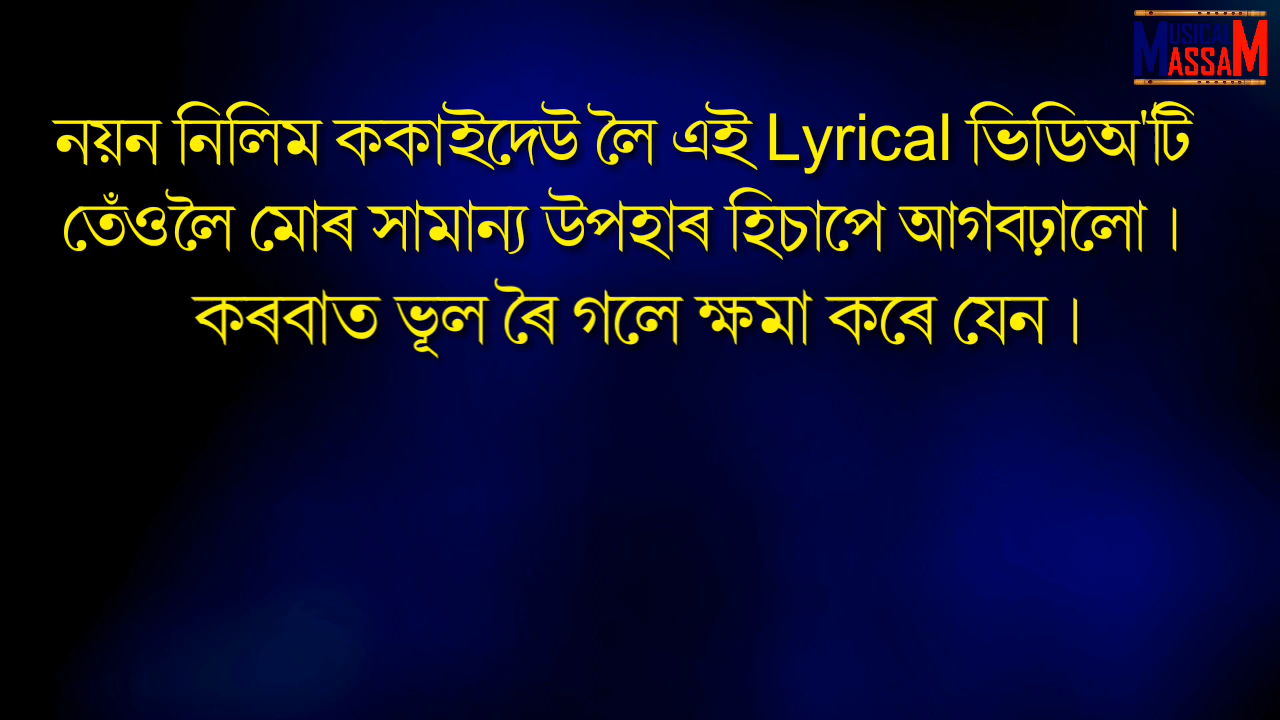 MUSICAL
ASSAM
নয়ন নিলিম ককাইদেউ লৈ এই Lyrical ভিডিঅ'টি
তেঁওলৈ মোৰ সামান্য উপহাৰ হিচাপে আগবঢ়ালো ।
কৰবাত ভূল ৰৈ গলে ক্ষমা কৰে যেন ।